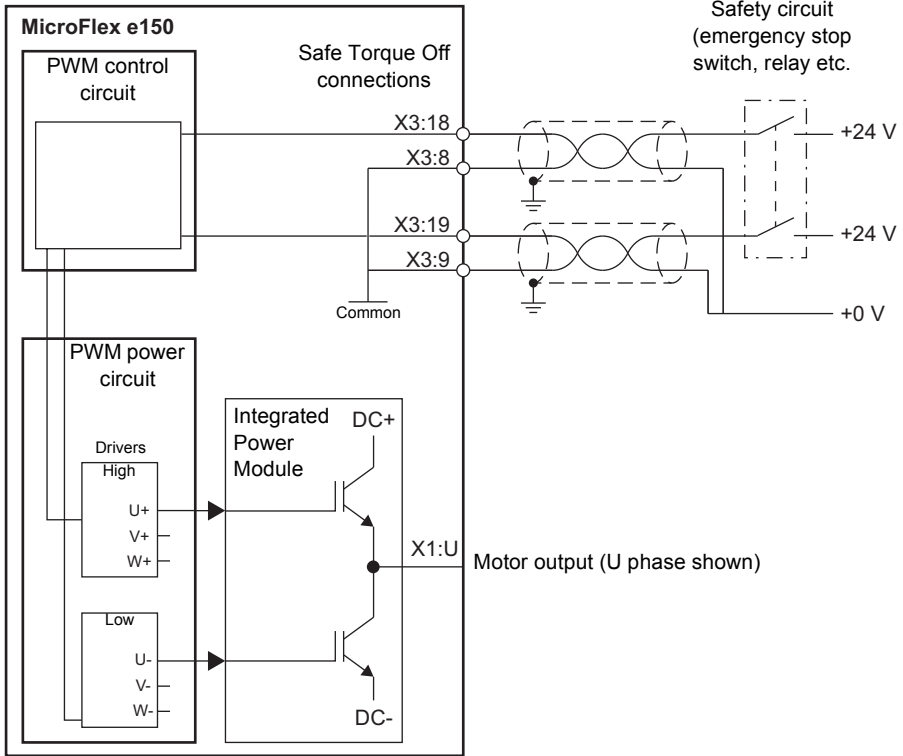 MicroFlex e150
PWM control
circuit
Safe Torque Off
connections
Safety circuit
(emergency stop
switch, relay etc.
X3:18
X3:8
X3:19
X3:9
Common
+24 V
+24 V
+0 V
PWM power
circuit
Drivers
High
U+
V+
W+
Low
U-
V-
W-
Integrated
Power
Module
DC+
DC-
X1:U
Motor output (U phase shown)